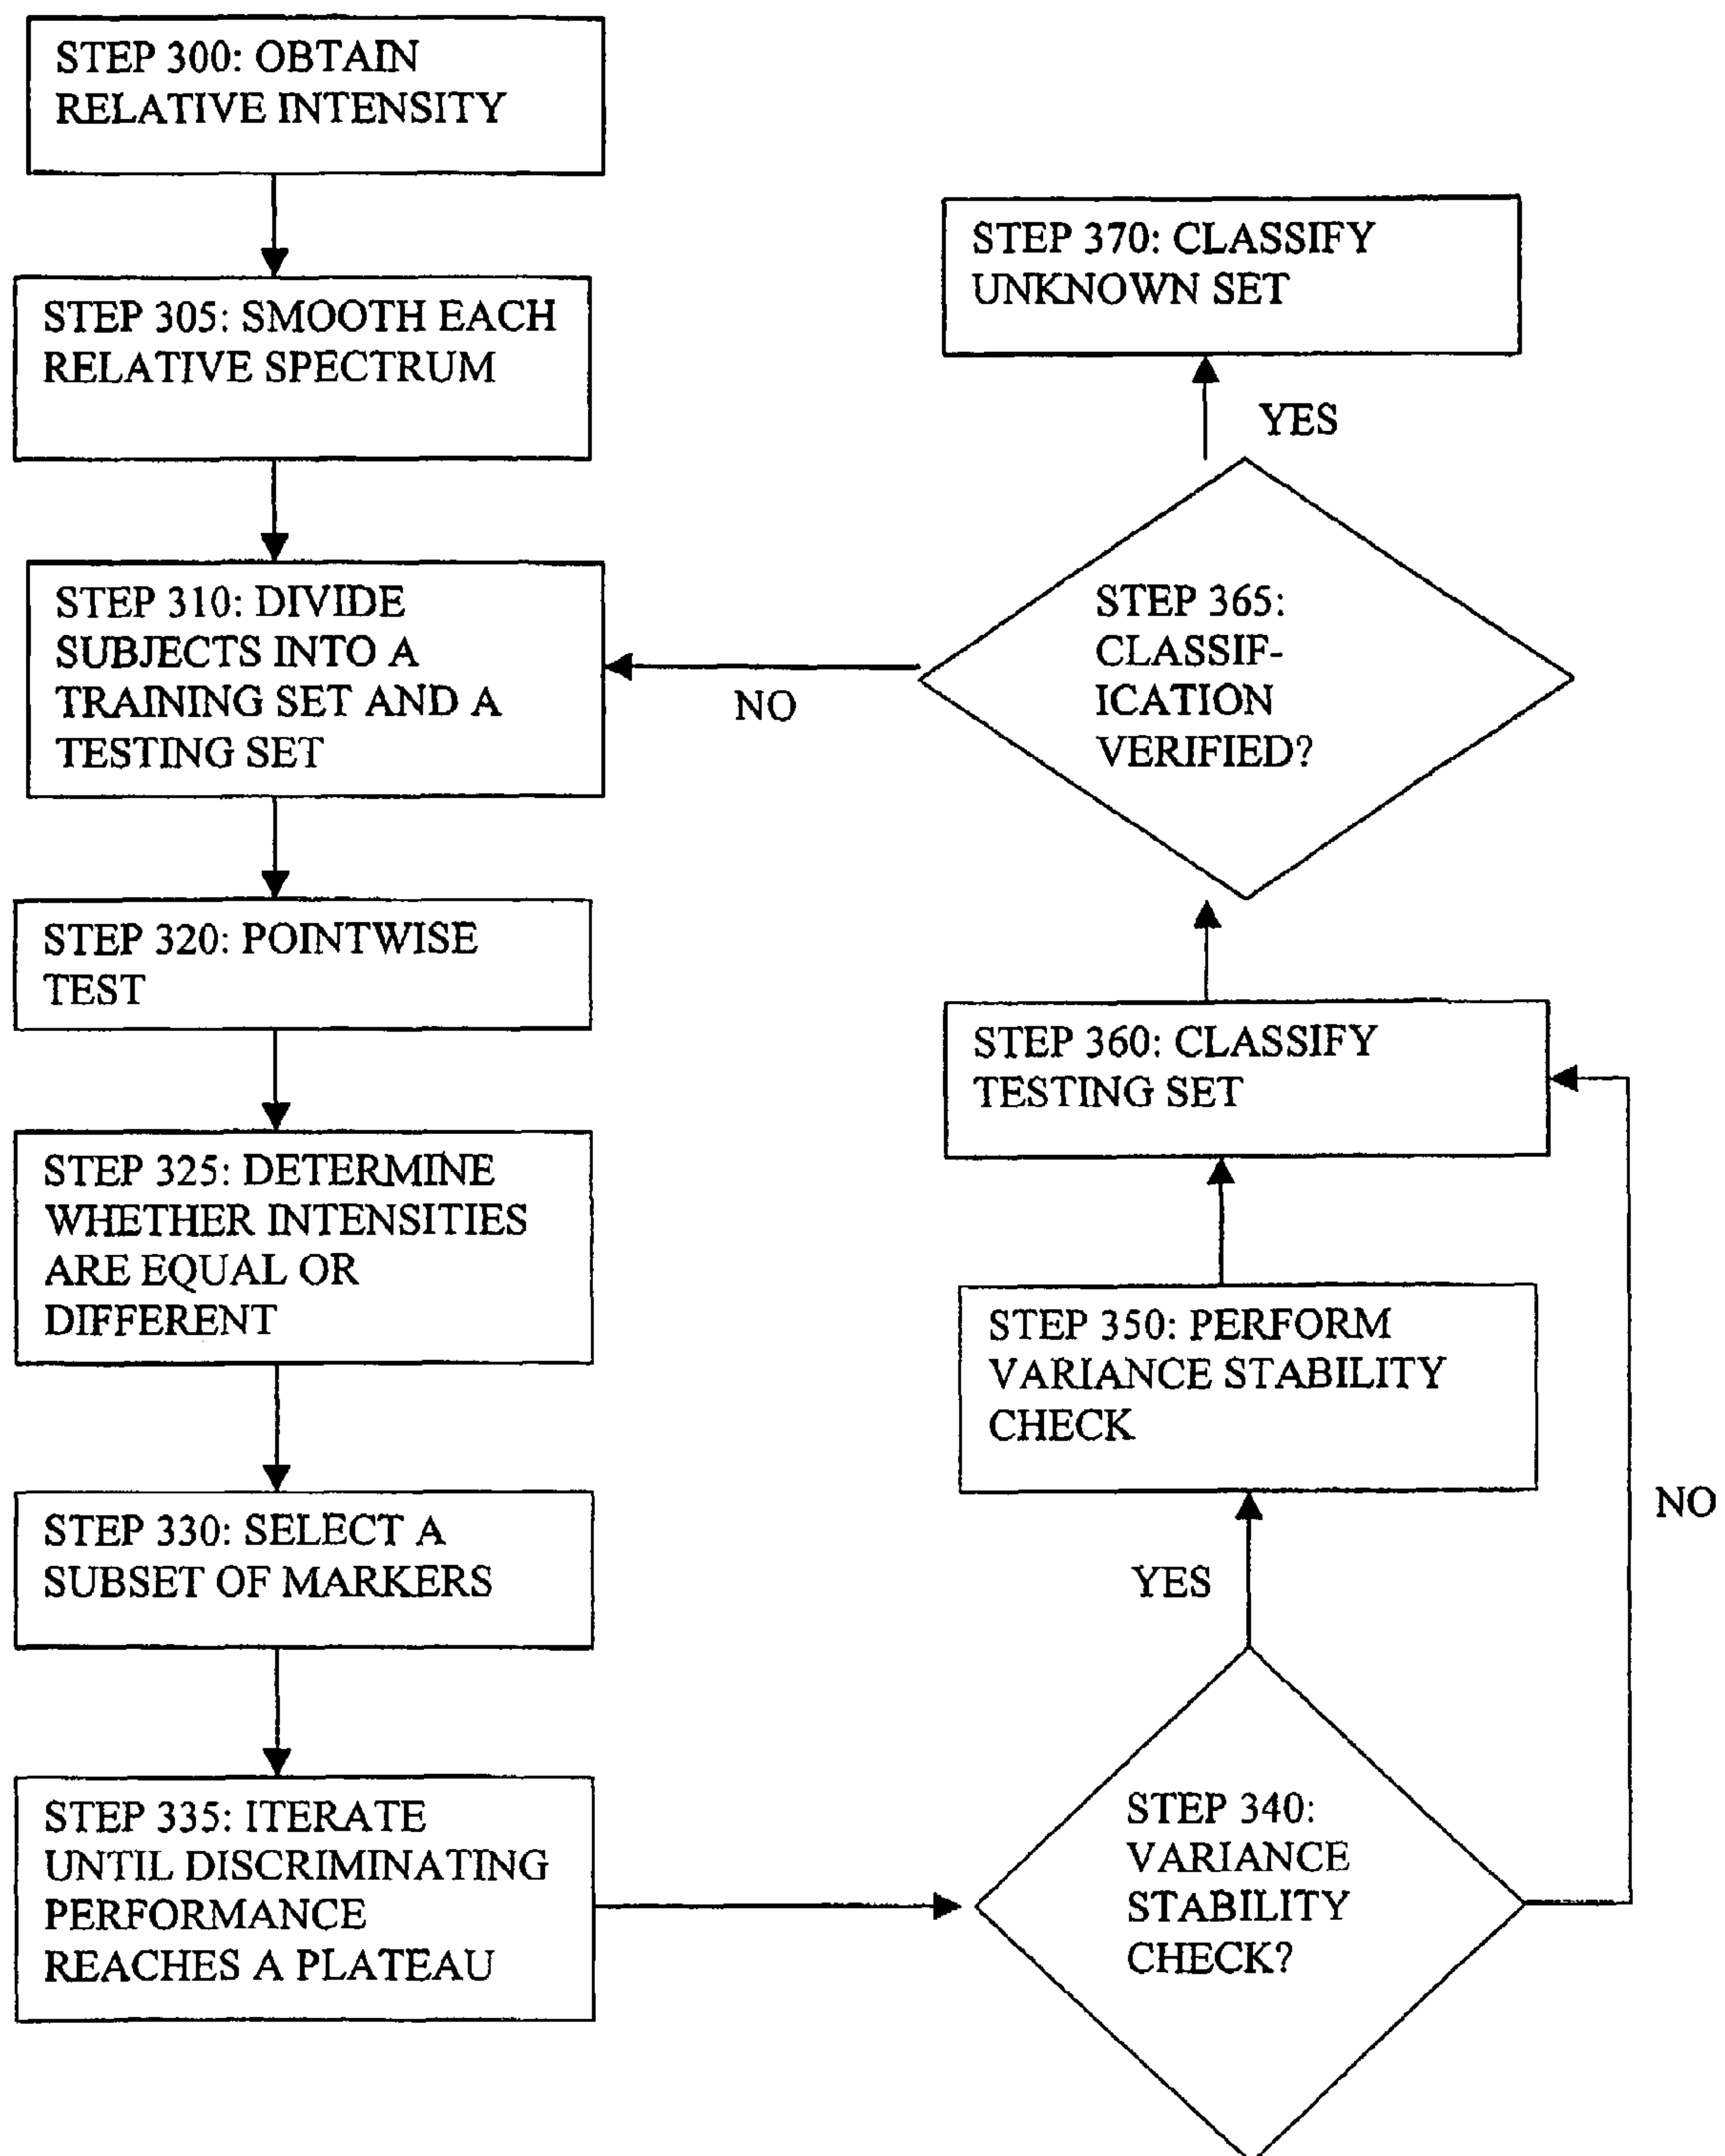 STEP 300: OBTAIN
RELATIVE INTENSITY
STEP 305: SMOOTH EACH
RELATIVE SPECTRUM
STEP 310: DIVIDE
SUBJECTS INTO A
TRAINING SET AND A
TESTING SET
STEP 320: POINTWISE
TEST
STEP 325: DETERMINE
WHETHER INTENSITIES
ARE EQUAL OR
DIFFERENT
STEP 330: SELECT A
SUBSET OF MARKERS
STEP 335: ITERATE
UNTIL DISCRIMINATING
PERFORMANCE
REACHES A PLATEAU
STEP 340:
VARIANCE
STABILITY
CHECK?
YES
NO
STEP 350: PERFORM
VARIANCE STABILITY
CHECK
STEP 360: CLASSIFY
TESTING SET
STEP 365:
CLASSIF-
ICATION
VERIFIED?
NO
YES
STEP 370: CLASSIFY
UNKNOWN SET